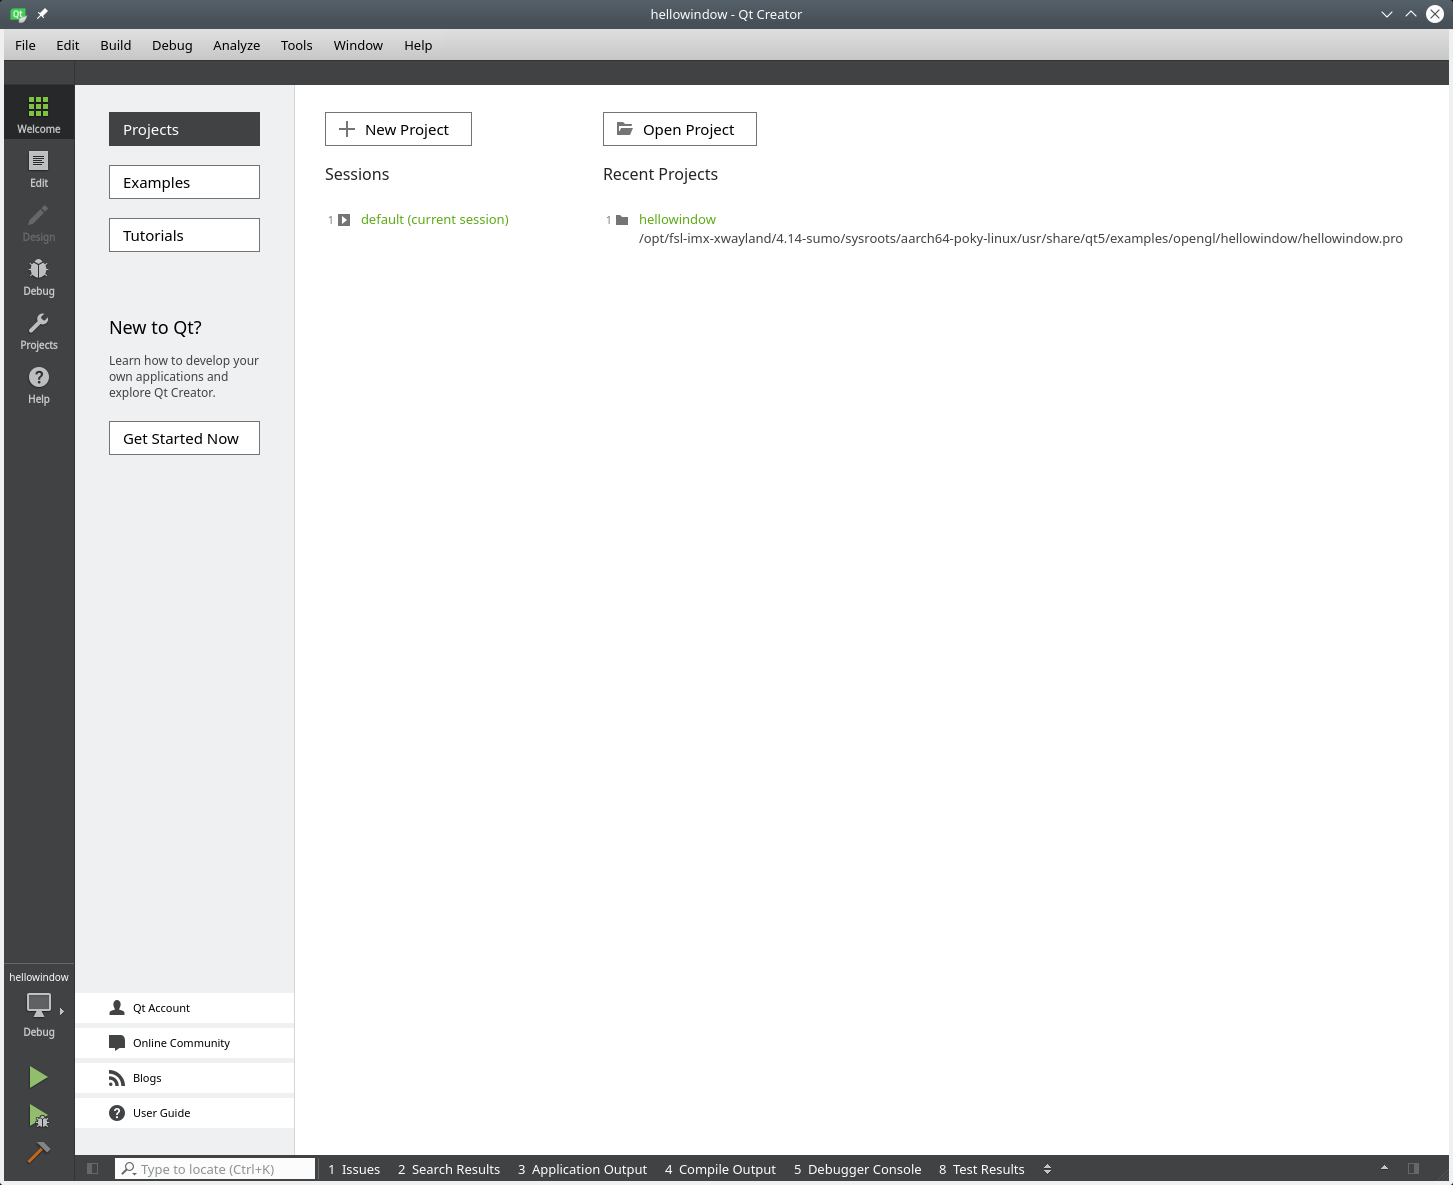 hellowindow - Qt Creator
File Edit Build Debug Analyze Tools Window Help
Welcome
Edit
Design
Debug
Projects
Help
hellowindow
Debug
Projects
Examples
Tutorials
New to Qt?
Learn how to develop your
own applications and
explore Qt Creator.
Get Started Now
Qt Account
Online Community
Blogs
User Guide
New Project
Sessions
1 default (current session)
Open Project
Recent Projects
1 hellowindow
/opt/fsl-imx-xwayland/4.14-sumo/sysroots/aarch64-poky-linux/usr/share/qt5/examples/opengl/hellowindow/hellowindow.pro
Type to locate (Ctrl+K) 1 Issues 2 Search Results 3 Application Output 4 Compile Output 5 Debugger Console 8 Test Results